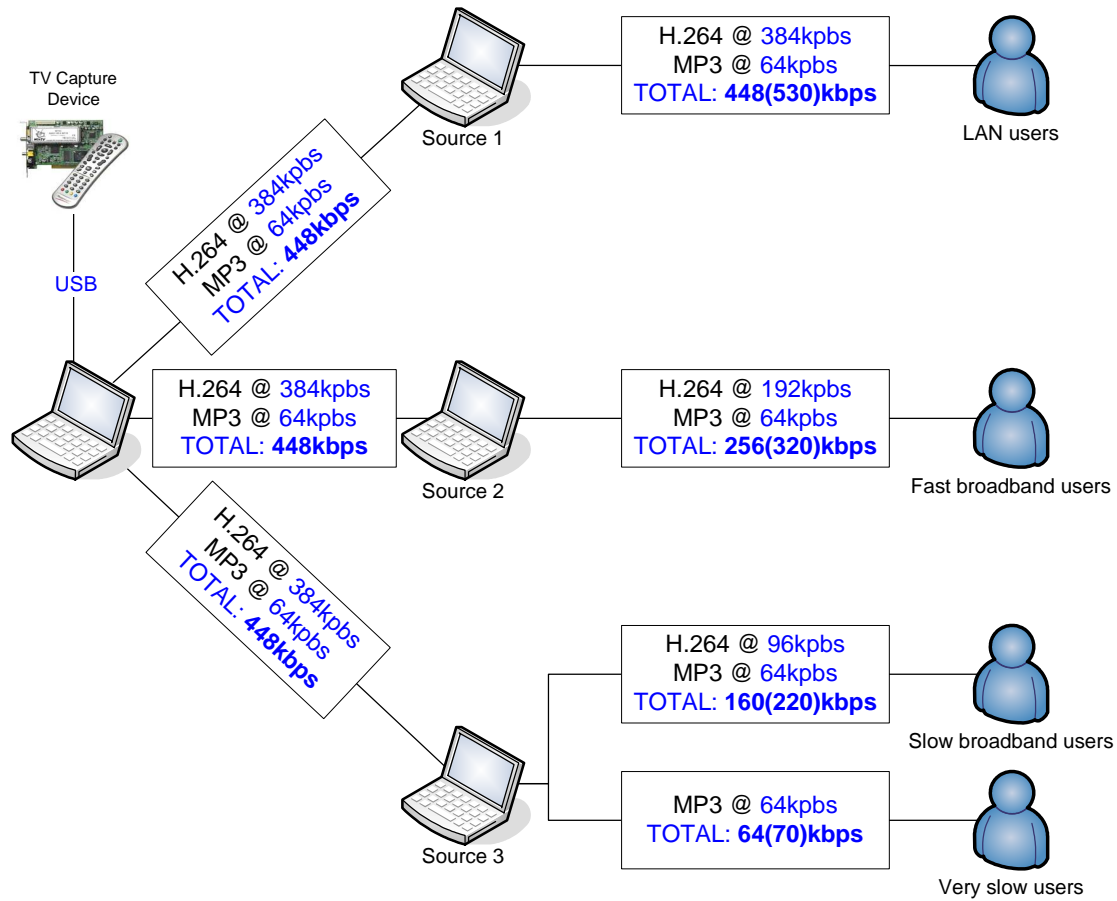 TV Capture
Device
USB
H.264 @ 384kpbs
MP3 @ 64kpbs
TOTAL: 448kbps
Source 1
H.264 @ 384kpbs
MP3 @ 64kpbs
TOTAL: 448(530)kbps
LAN users
H.264 @ 384kpbs
MP3 @ 64kpbs
TOTAL: 448kbps
Source 2
H.264 @ 192kpbs
MP3 @ 64kpbs
TOTAL: 256(320)kbps
Fast broadband users
H.264 @ 384kpbs
MP3 @ 64kpbs
TOTAL: 448kbps
Source 3
H.264 @ 96kpbs
MP3 @ 64kpbs
TOTAL: 160(220)kbps
Slow broadband users
MP3 @ 64kpbs
TOTAL: 64(70)kbps
Very slow users